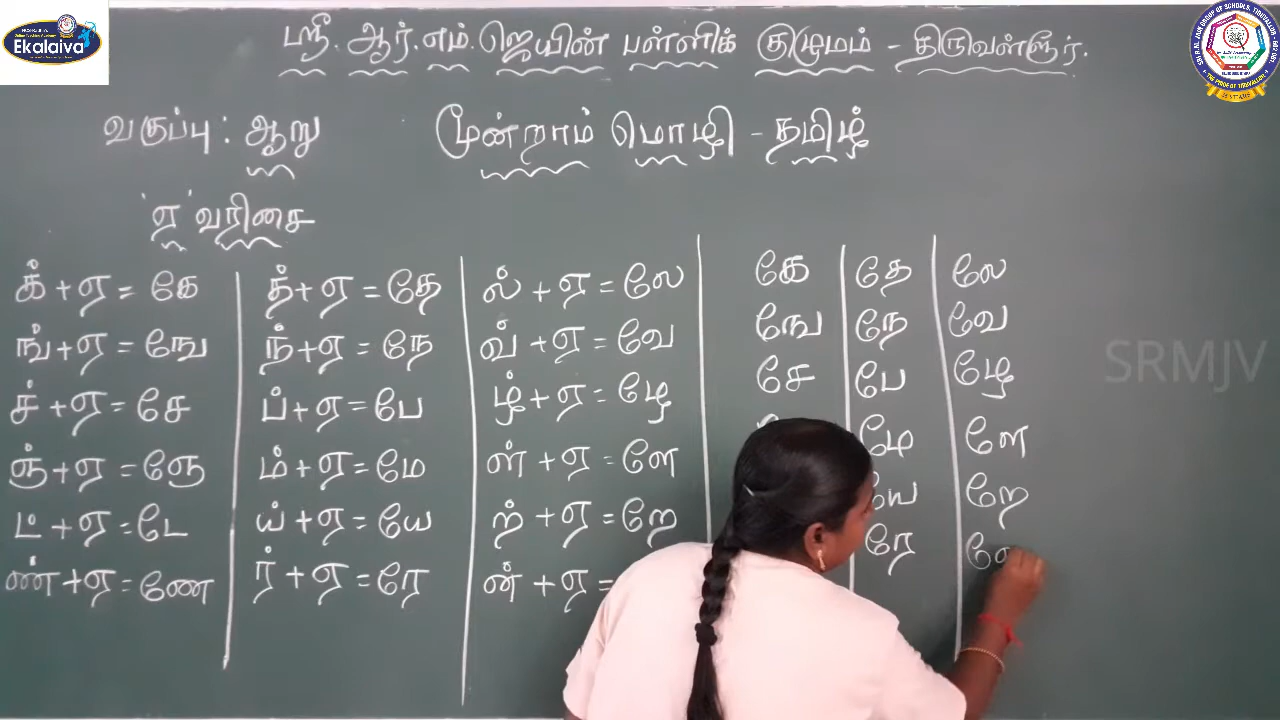 Ekalaiva
ஸ்ரீ. ஆர். எம். ஜெயின் பள்ளிக் குழுமம் - திருவள்ளூர்.
வகுப்பு : ஆறு
மூன்றாம் மொழி - தமிழ்
'ஏ' வரிசை
க் + ஏ = கே
ங் + ஏ = ஙே
ச் + ஏ = சே
ஞ் + ஏ = ஞே
ட் + ஏ = டே
ண் + ஏ = ணே
த் + ஏ = தே
ந் + ஏ = நே
ப் + ஏ = பே
ம் + ஏ = மே
ய் + ஏ = யே
ர் + ஏ = ரே
ல் + ஏ = லே
வ் + ஏ = வே
ழ் + ஏ = ழே
ள் + ஏ = ளே
ற் + ஏ = றே
ன் + ஏ =
கே
ஙே
சே
தே
நே
பே
மே
யே
ரே
லே
வே
ழே
ளே
றே
SRMJV